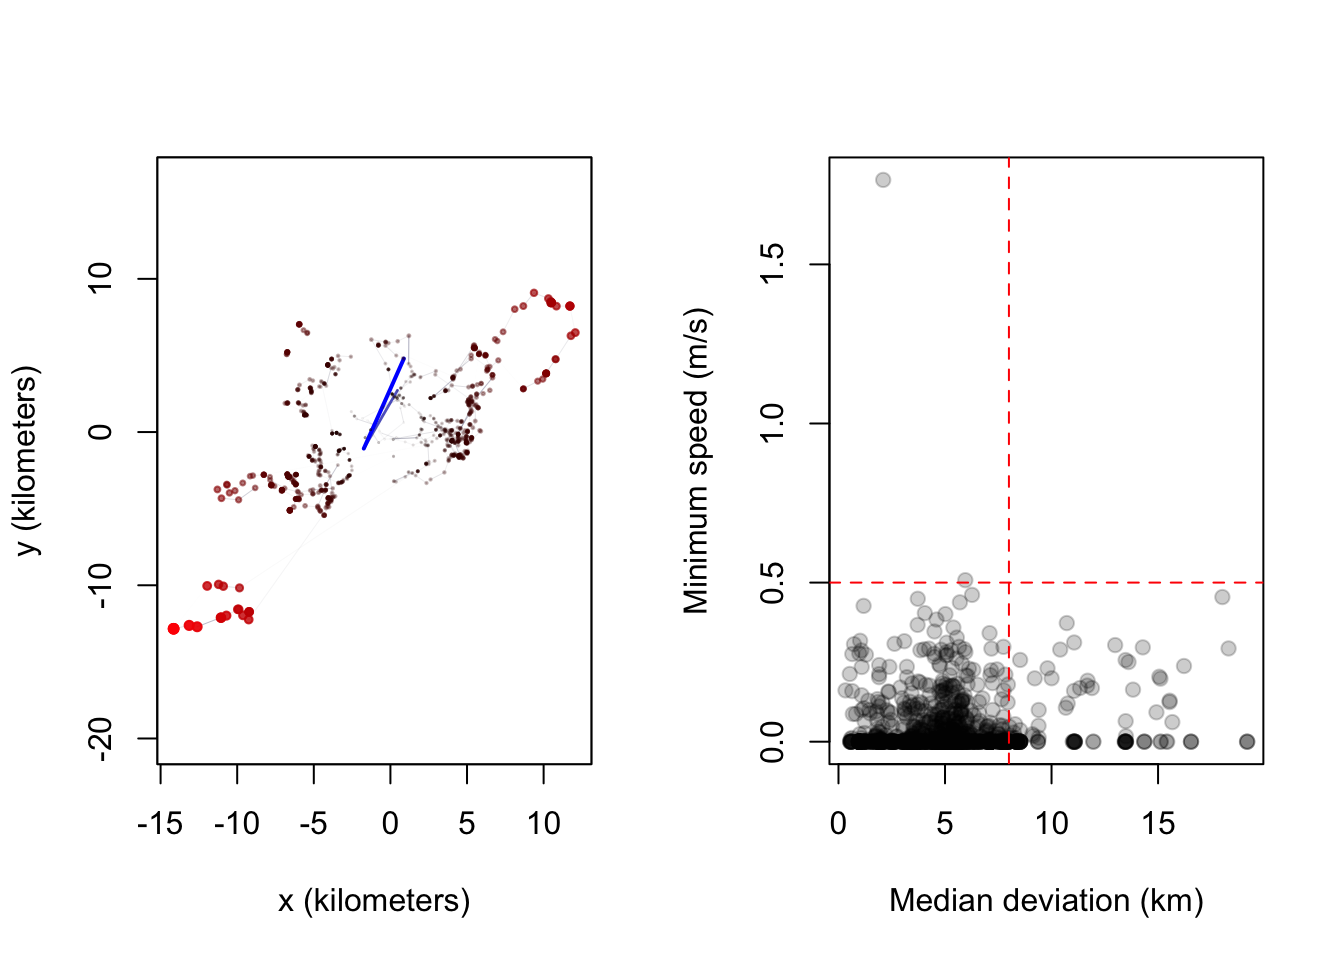 y (kilometers)
10
0
-10
-20
-15 -10 -5 0 5 10
x (kilometers)
Minimum speed (m/s)
1.5
1.0
0.5
0.0
0 5 10 15
Median deviation (km)